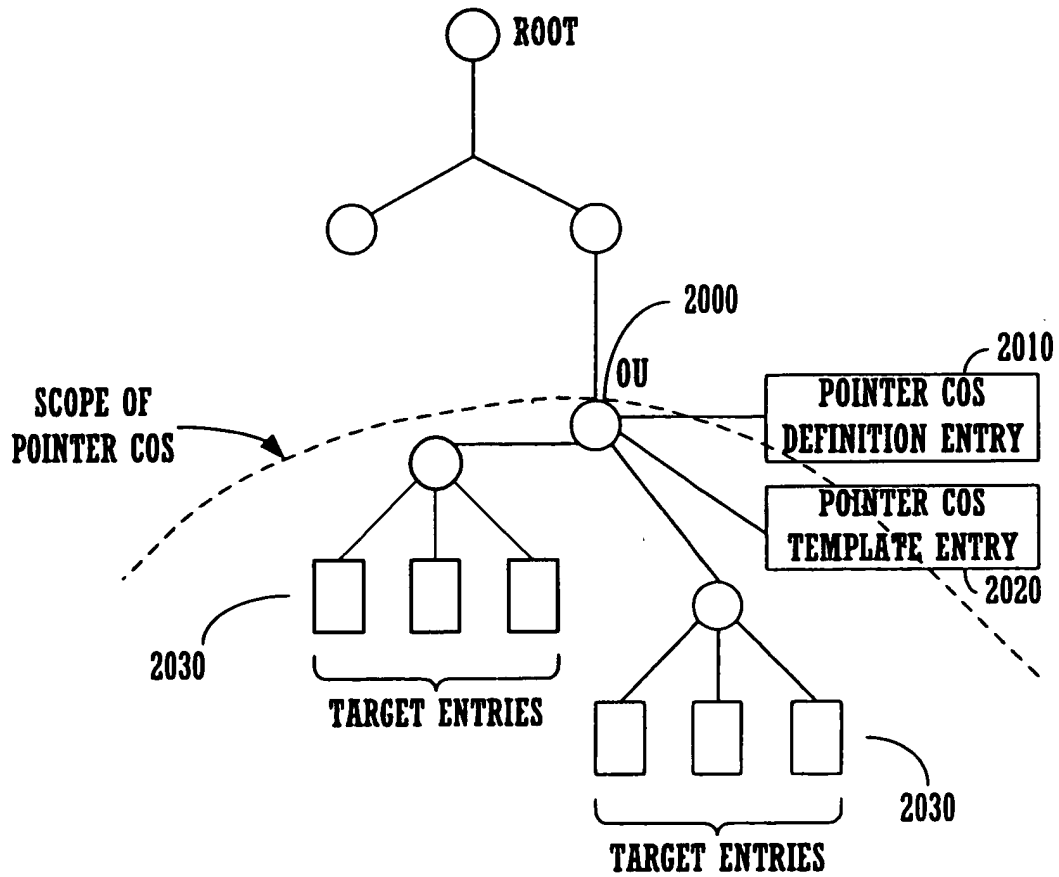 ROOT
2000
OU
2010
SCOPE OF
POINTER COS
POINTER COS
DEFINITION ENTRY
POINTER COS
TEMPLATE ENTRY
2020
2030
TARGET ENTRIES
2030
TARGET ENTRIES